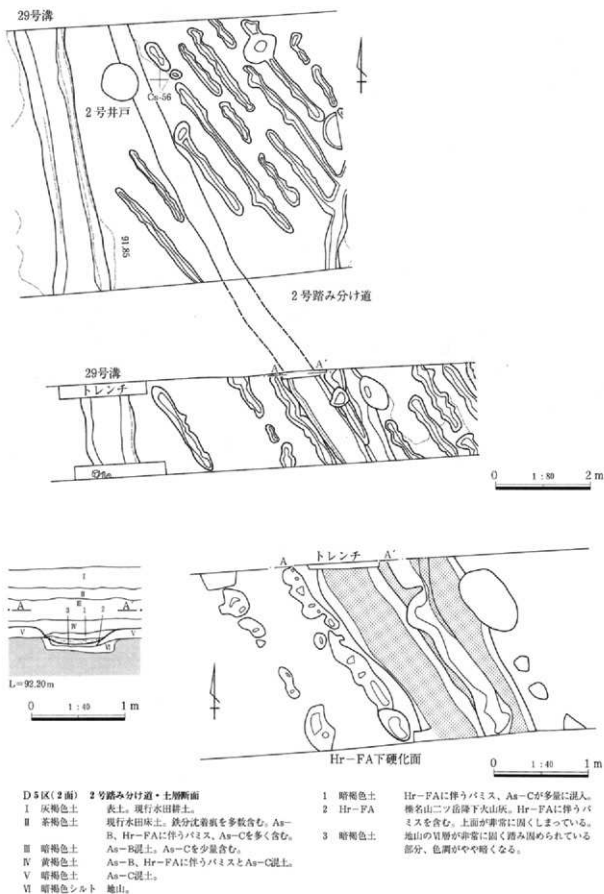 29号溝
2号井戸
Cs-56
91.85
2号踏み分け道
29号溝
トレンチ
A A'
0 1:80 2m
I
II
III
A 3 1 2 A'
IV
V V
VI
L=92.20m
0 1:40 1m
A トレンチ A'
Hr-FA下硬化面
0 1:40 1m
D5区(2面) 2号踏み分け道・土層断面
I 灰褐色土 表土。現行水田耕土。
II 茶褐色土 現行水田床土。鉄分沈着痕を多数含む。As-
B、Hr-FAに伴うパミス、As-Cを多く含む。
III 暗褐色土 As-B混土。As-Cを少量含む。
IV 黄褐色土 As-B、Hr-FAに伴うパミスとAs-C混土。
V 暗褐色土 As-C混土。
VI 暗褐色シルト 地山。
1 暗褐色土 Hr-FAに伴うパミス、As-Cが多量に混入。
2 Hr-FA 榛名山二ツ岳降下火山灰。Hr-FAに伴うパ
ミスを含む。上面が非常に固くしまっている。
3 暗褐色土 地山のVI層が非常に固く踏み固められている
部分、色調がやや暗くなる。